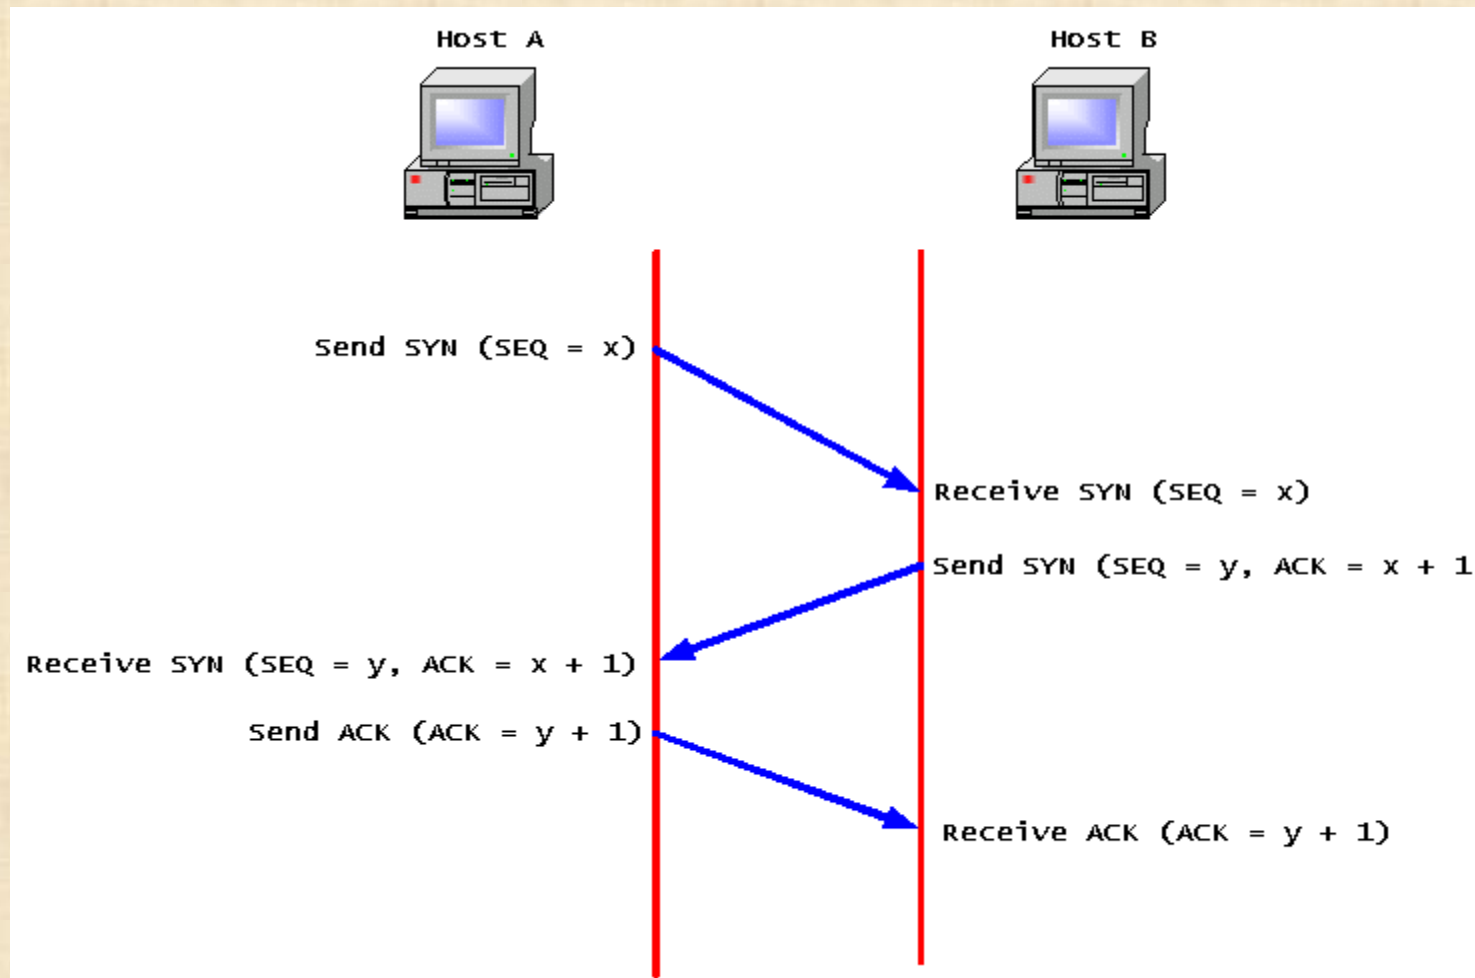 Host A
Host B
Send SYN (SEQ = x)
Receive SYN (SEQ = x)
Send SYN (SEQ = y, ACK = x + 1
Receive SYN (SEQ = y, ACK = x + 1)
Send ACK (ACK = y + 1)
Receive ACK (ACK = y + 1)